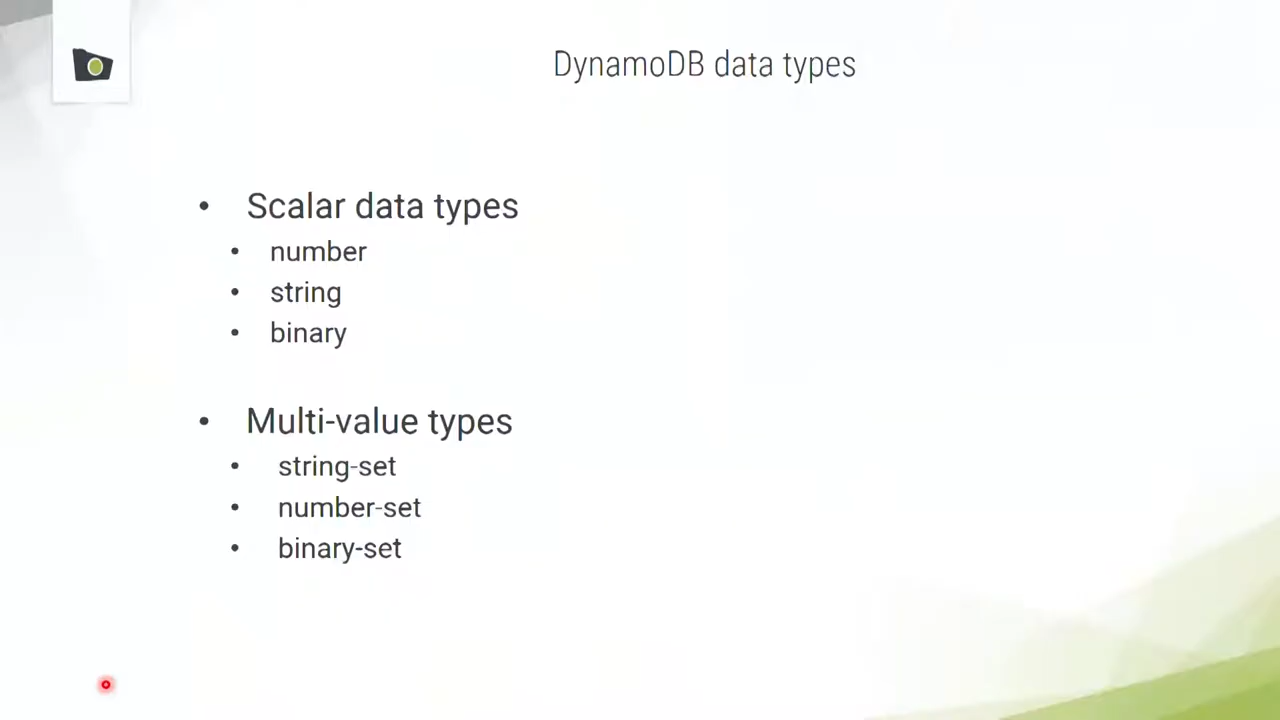 DynamoDB data types
• Scalar data types
• number
• string
• binary
• Multi-value types
• string-set
• number-set
• binary-set